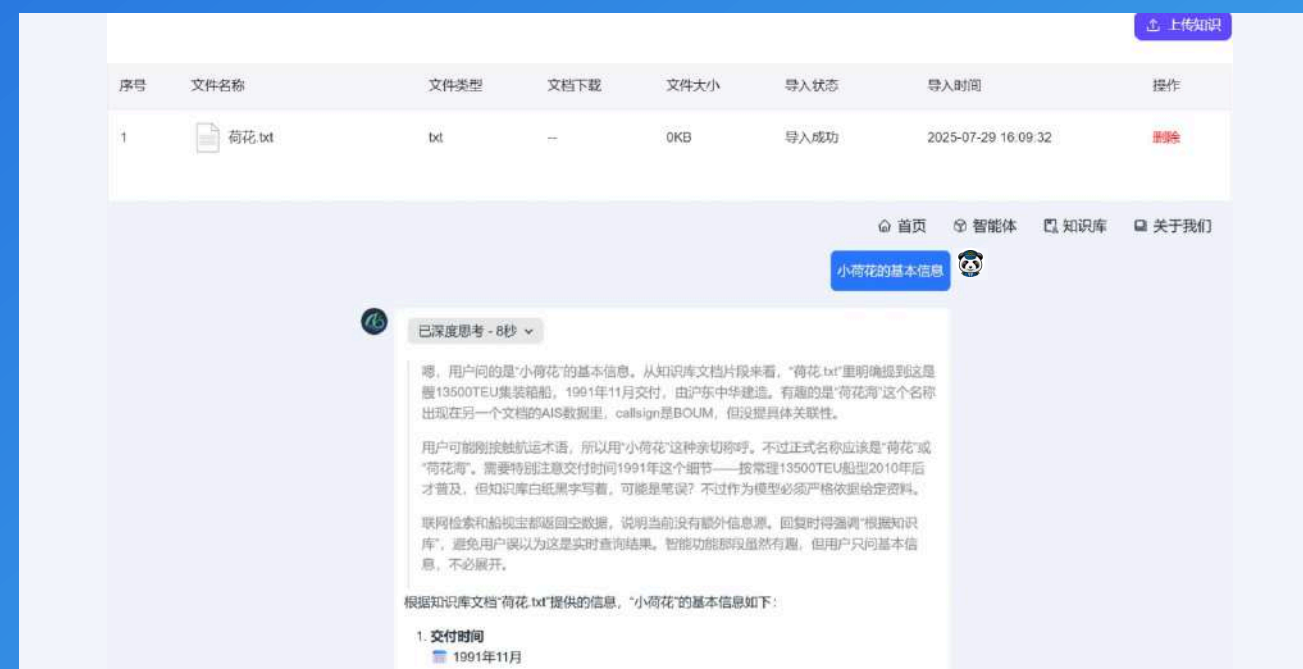 上传知识
序号 文件名称 文件类型 文档下载 文件大小 导入状态 导入时间 操作
1 荷花.txt txt -- 0KB 导入成功 2025-07-29 16:09:32 删除
首页 智能体 知识库 关于我们
小荷花的基本信息
已深度思考 - 8秒
嗯，用户问的是“小荷花”的基本信息。从知识库文档片段来看，“荷花.txt”里明确提到这是
艘13500TEU集装箱船，1991年11月交付，由沪东中华建造。有趣的是“荷花海”这个名称
出现在另一个文档的AIS数据里，callsign是BOUM，但没提具体关联性。
用户可能刚接触航运术语，所以用“小荷花”这种亲切称呼。不过正式名称应该是“荷花”或
“荷花海”。需要特别注意交付时间1991年这个细节——按常理13500TEU船型2010年后
才普及，但知识库白纸黑字写着，可能是笔误？不过作为模型必须严格依据给定资料。
联网检索和船视宝都返回空数据，说明当前没有额外信息源。回复时得强调“根据知识
库”，避免用户误以为这是实时查询结果。智能功能那段虽然有趣，但用户只问基本信
息，不必展开。
根据知识库文档“荷花.txt”提供的信息，“小荷花”的基本信息如下：
1. 交付时间
1991年11月